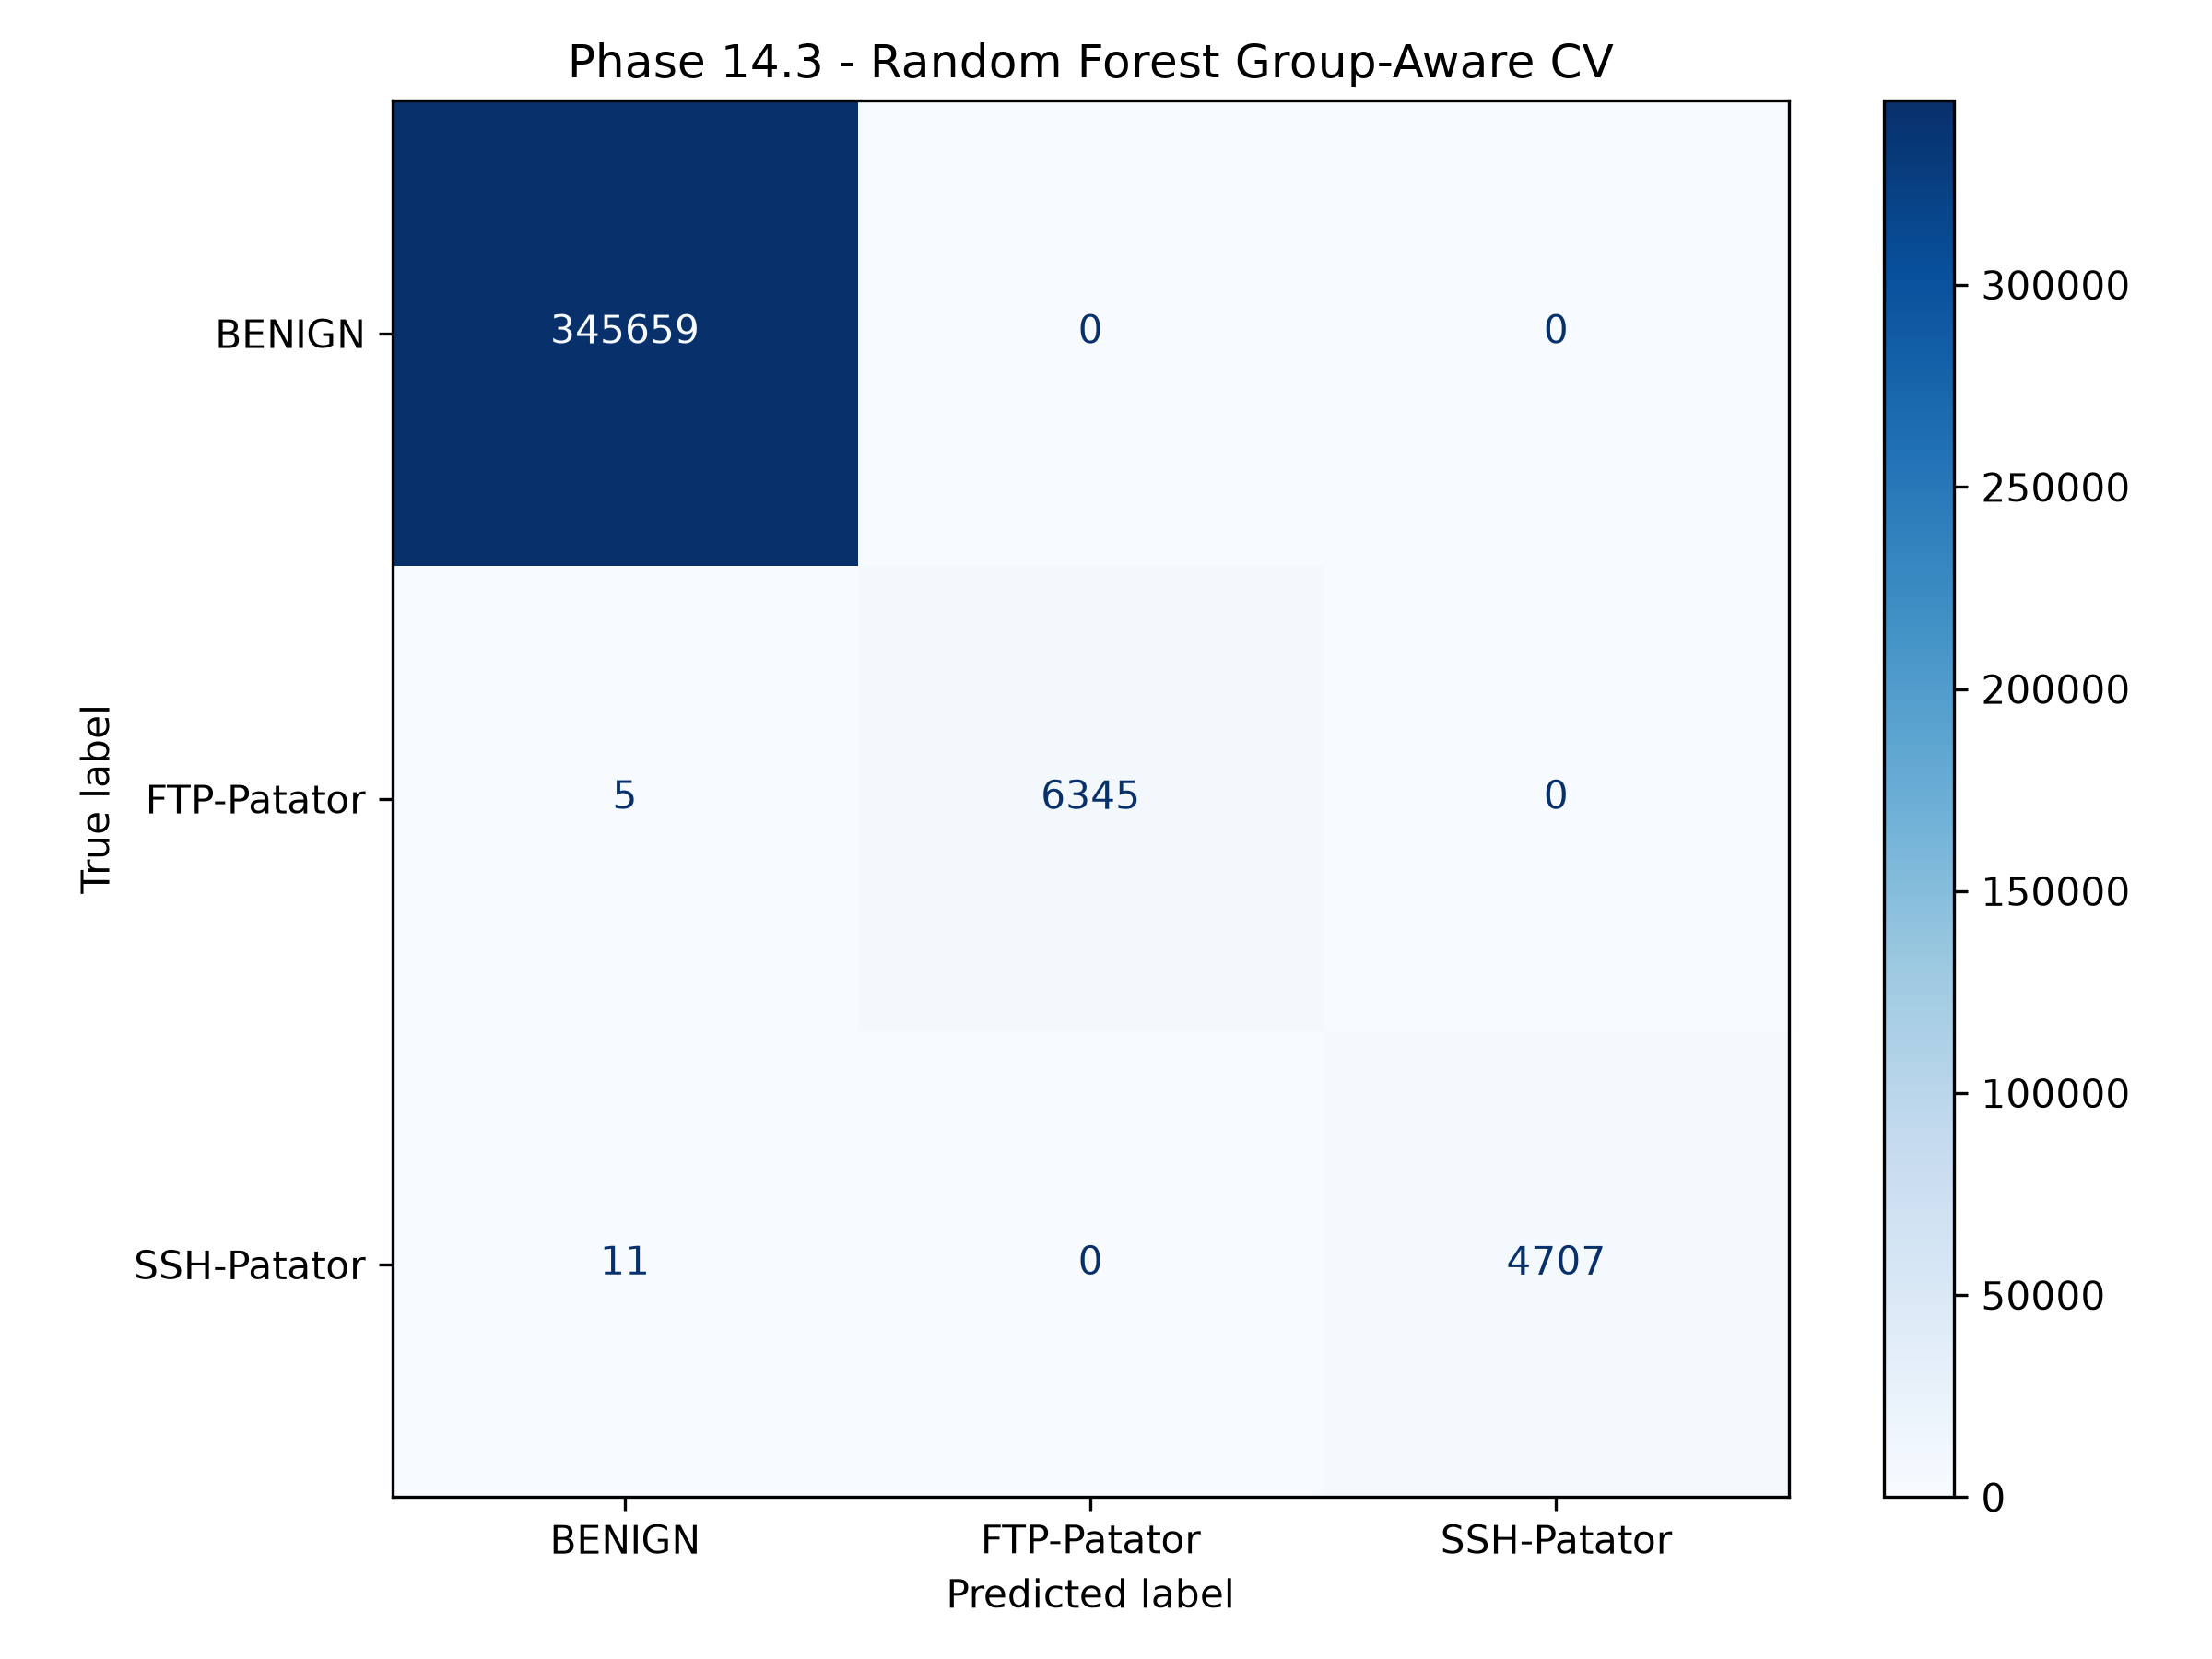 Phase 14.3 - Random Forest Group-Aware CV
BENIGN
345659 0 0
FTP-Patator
5 6345 0
SSH-Patator
11 0 4707
True label
BENIGN FTP-Patator SSH-Patator
Predicted label
300000
250000
200000
150000
100000
50000
0